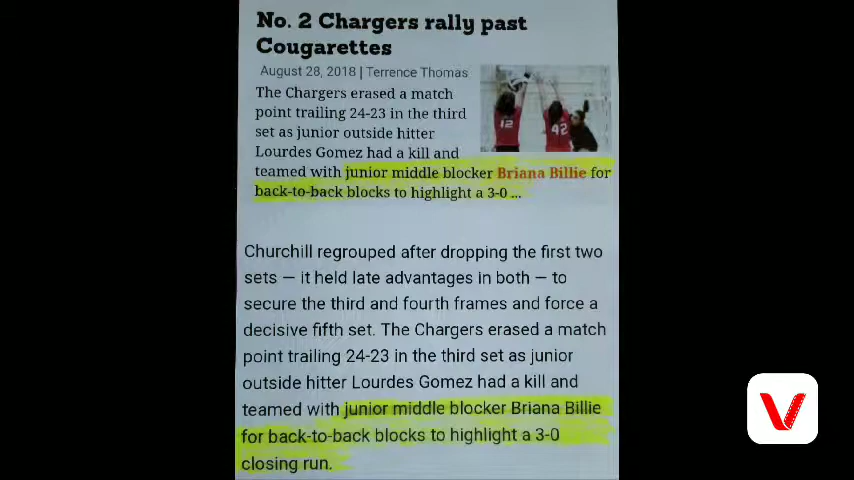 No. 2 Chargers rally past
Cougarettes
August 28, 2018 | Terrence Thomas
The Chargers erased a match
point trailing 24-23 in the third
set as junior outside hitter
Lourdes Gomez had a kill and
teamed with junior middle blocker Briana Billie for
back-to-back blocks to highlight a 3-0 ...
12
42
Churchill regrouped after dropping the first two
sets — it held late advantages in both — to
secure the third and fourth frames and force a
decisive fifth set. The Chargers erased a match
point trailing 24-23 in the third set as junior
outside hitter Lourdes Gomez had a kill and
teamed with junior middle blocker Briana Billie
for back-to-back blocks to highlight a 3-0
closing run.
V